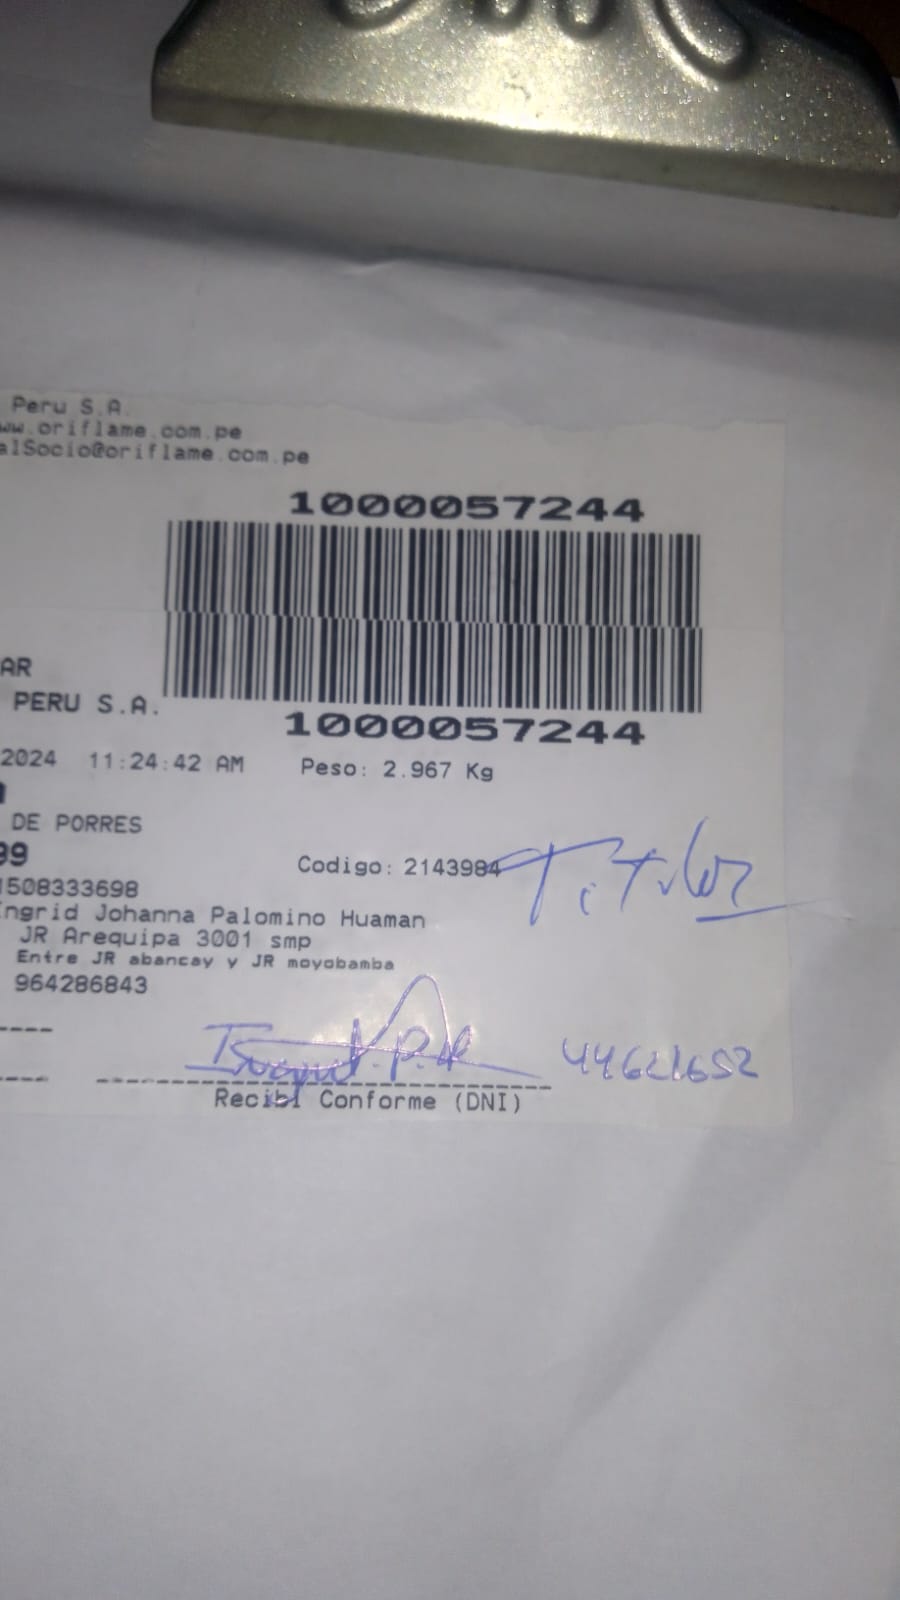 Peru S.A.
ww.oriflame.com.pe
alSocio@oriflame.com.pe
1000057244
AR
PERU S.A.
1000057244
2024 11:24:42 AM Peso: 2.967 Kg
DE PORRES
99
Codigo: 2143984 Titular
1508333698
Ingrid Johanna Palomino Huaman
JR Arequipa 3001 smp
Entre JR abancay y JR moyobamba
964286843
44621652
Recibi Conforme (DNI)